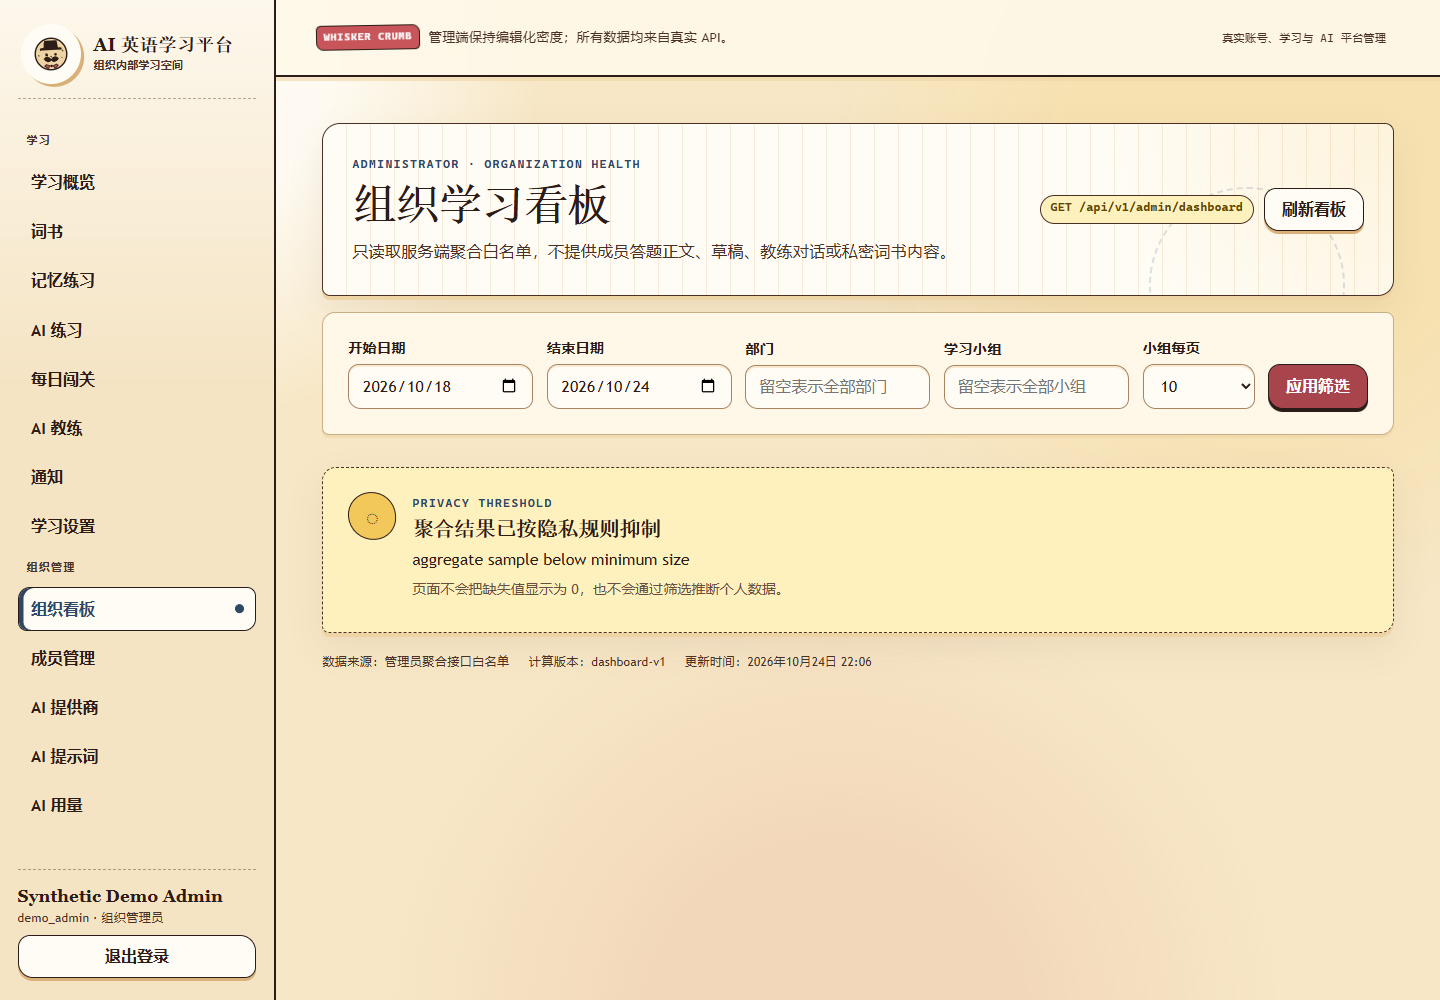 AI 英语学习平台
组织内部学习空间
学习
学习概览
词书
记忆练习
AI 练习
每日闯关
AI 教练
通知
学习设置
组织管理
组织看板
成员管理
AI 提供商
AI 提示词
AI 用量
Synthetic Demo Admin
demo_admin · 组织管理员
退出登录
WHISKER CRUMB 管理端保持编辑化密度；所有数据均来自真实 API。
真实账号、学习与 AI 平台管理
ADMINISTRATOR · ORGANIZATION HEALTH
组织学习看板
只读取服务端聚合白名单，不提供成员答题正文、草稿、教练对话或私密词书内容。
GET /api/v1/admin/dashboard
刷新看板
开始日期 结束日期 部门 学习小组 小组每页
2026/10/18 2026/10/24 留空表示全部部门 留空表示全部小组 10 应用筛选
PRIVACY THRESHOLD
聚合结果已按隐私规则抑制
aggregate sample below minimum size
页面不会把缺失值显示为 0，也不会通过筛选推断个人数据。
数据来源：管理员聚合接口白名单 计算版本：dashboard-v1 更新时间：2026年10月24日 22:06